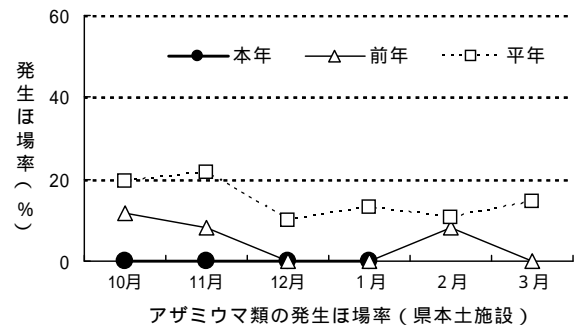 60
40
20
0
発生ほ場率(%)
本年 前年 平年
10月 11月 12月 1月 2月 3月
アザミウマ類の発生ほ場率(県本土施設)